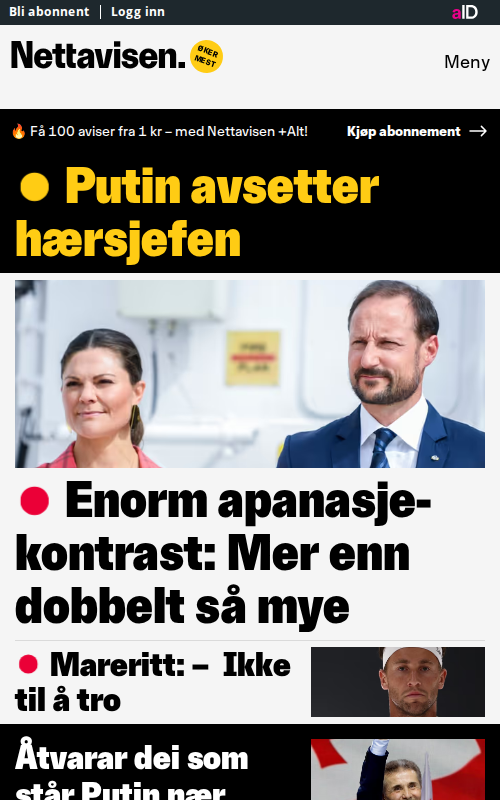 Bli abonnent Logg inn aID
Nettavisen. ØKER
MEST
Meny
🔥 Få 100 aviser fra 1 kr – med Nettavisen +Alt! Kjøp abonnement →
Putin avsetter
hærsjefen
Enorm apanasje-
kontrast: Mer enn
dobbelt så mye
Mareritt: – Ikke
til å tro
Åtvarar dei som
står Putin nær